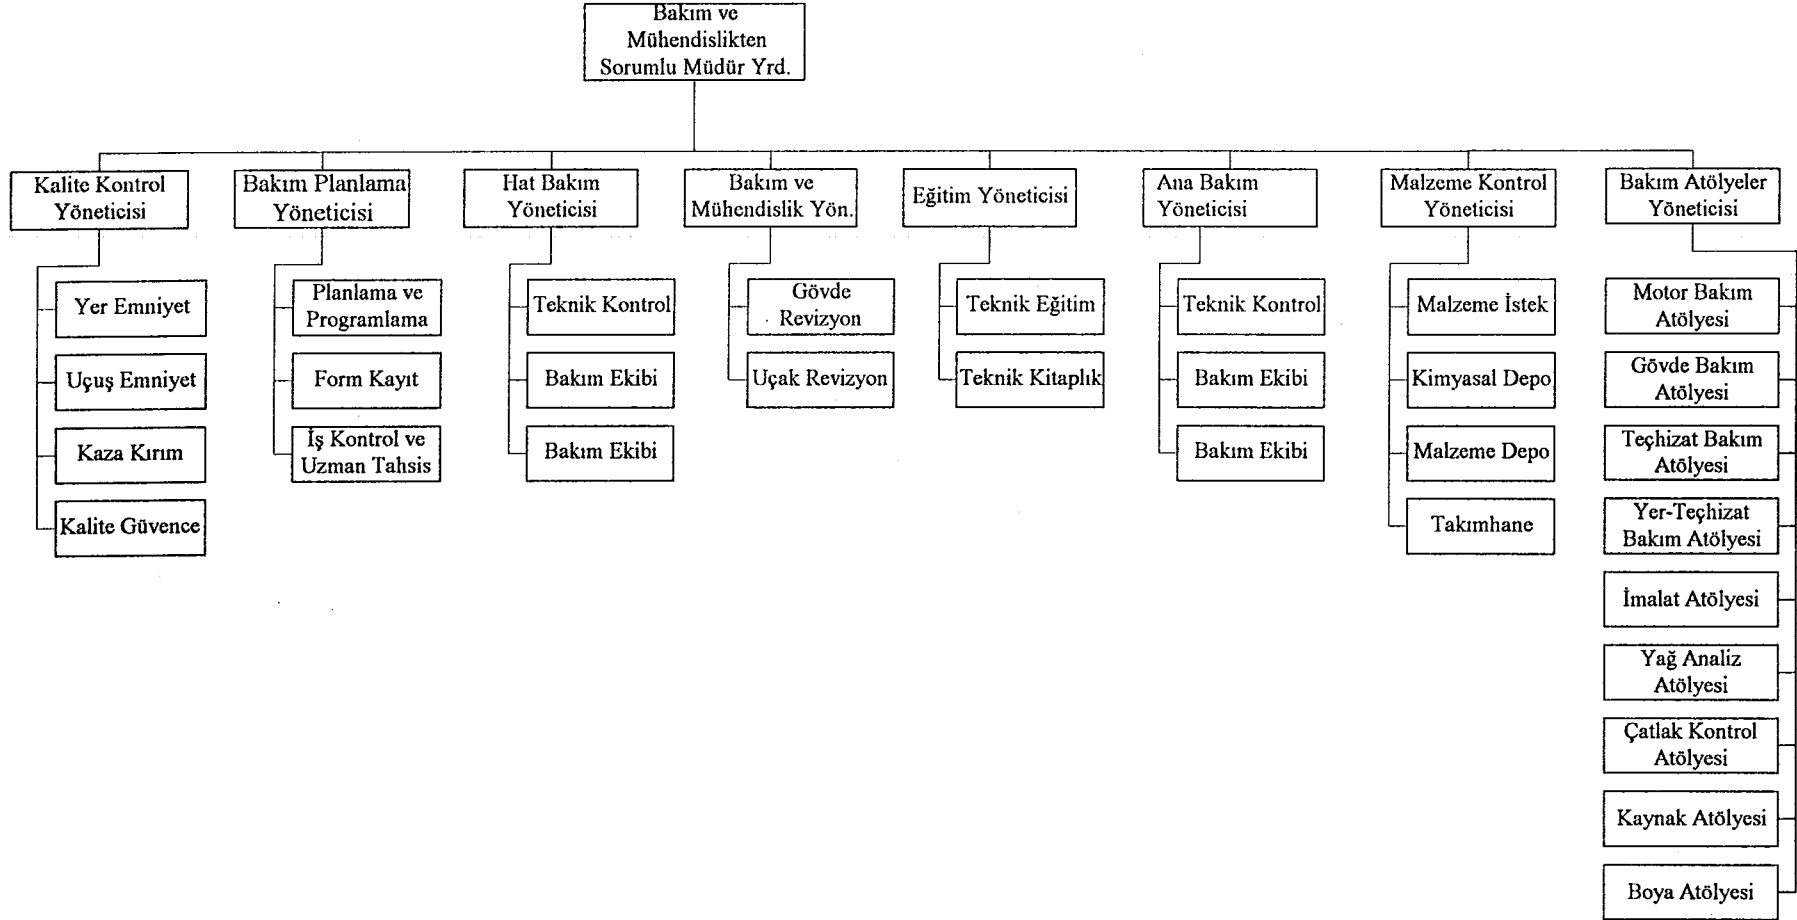 Bakım ve
Mühendislikten
Sorumlu Müdür Yrd.
Kalite Kontrol
Yöneticisi
Bakım Planlama
Yöneticisi
Hat Bakım
Yöneticisi
Bakım ve
Mühendislik Yön.
Eğitim Yöneticisi
Ana Bakım
Yöneticisi
Malzeme Kontrol
Yöneticisi
Bakım Atölyeler
Yöneticisi
Yer Emniyet
Uçuş Emniyet
Kaza Kırım
Kalite Güvence
Planlama ve
Programlama
Form Kayıt
İş Kontrol ve
Uzman Tahsis
Teknik Kontrol
Bakım Ekibi
Bakım Ekibi
Gövde
Revizyon
Uçak Revizyon
Teknik Eğitim
Teknik Kitaplık
Teknik Kontrol
Bakım Ekibi
Bakım Ekibi
Malzeme İstek
Kimyasal Depo
Malzeme Depo
Takımhane
Motor Bakım
Atölyesi
Gövde Bakım
Atölyesi
Teçhizat Bakım
Atölyesi
Yer-Teçhizat
Bakım Atölyesi
İmalat Atölyesi
Yağ Analiz
Atölyesi
Çatlak Kontrol
Atölyesi
Kaynak Atölyesi
Boya Atölyesi